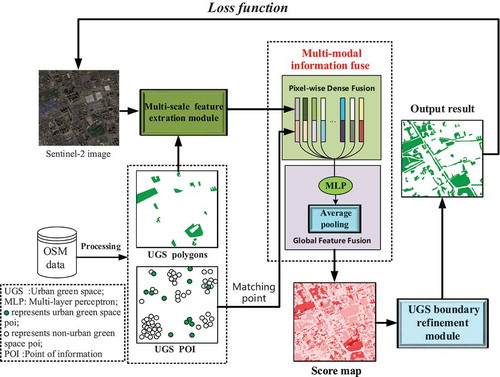 Loss function
Multi-modal
information fuse
Pixel-wise Dense Fusion
Multi-scale feature
extration module
Output result
Sentinel-2 image
...
MLP
Average
pooling
Global Feature Fusion
OSM
data
Processing
UGS polygons
Matching
point
UGS :Urban green space;
MLP: Multi-layer perceptron;
represents urban green space
poi;
represents non-urban green
space poi;
POI :Point of information
UGS POI
Score map
UGS boundary
refinement
module